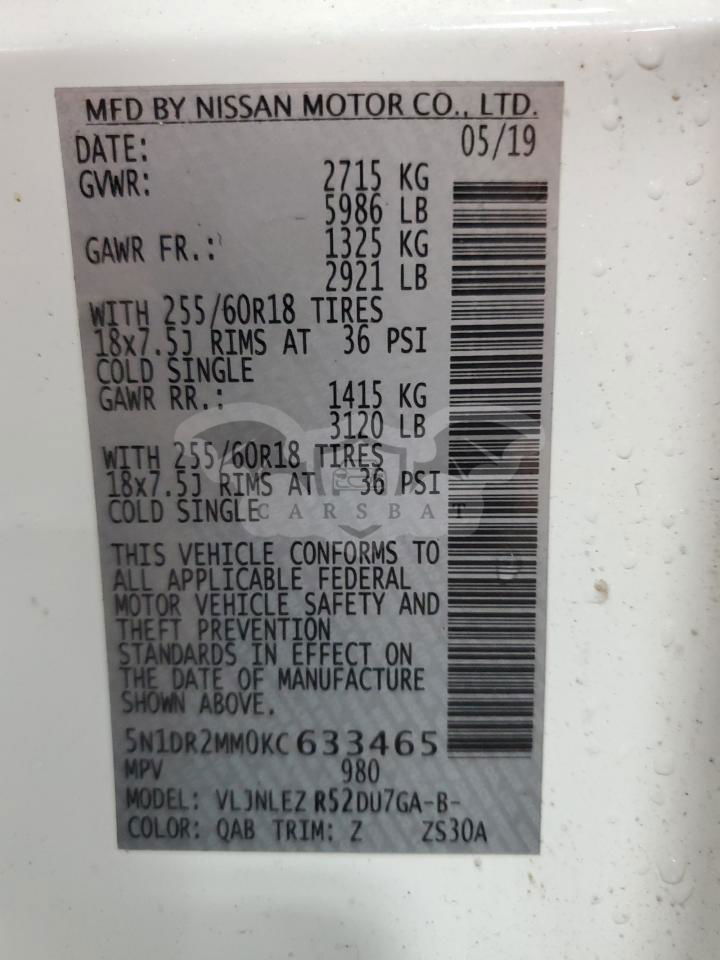 MFD BY NISSAN MOTOR CO., LTD.
DATE: 05/19
GVWR: 2715 KG
5986 LB
GAWR FR.: 1325 KG
2921 LB
WITH 255/60R18 TIRES
18x7.5J RIMS AT 36 PSI
COLD SINGLE
GAWR RR.: 1415 KG
3120 LB
WITH 255/60R18 TIRES
18x7.5J RIMS AT 36 PSI
COLD SINGLE
CARSBAT
THIS VEHICLE CONFORMS TO
ALL APPLICABLE FEDERAL
MOTOR VEHICLE SAFETY AND
THEFT PREVENTION
STANDARDS IN EFFECT ON
THE DATE OF MANUFACTURE
SHOWN ABOVE.
5N1DR2MM0KC633465
MPV 980
MODEL: VLJNLEZ R52DU7GA-B-
COLOR: QAB TRIM: Z ZS30A